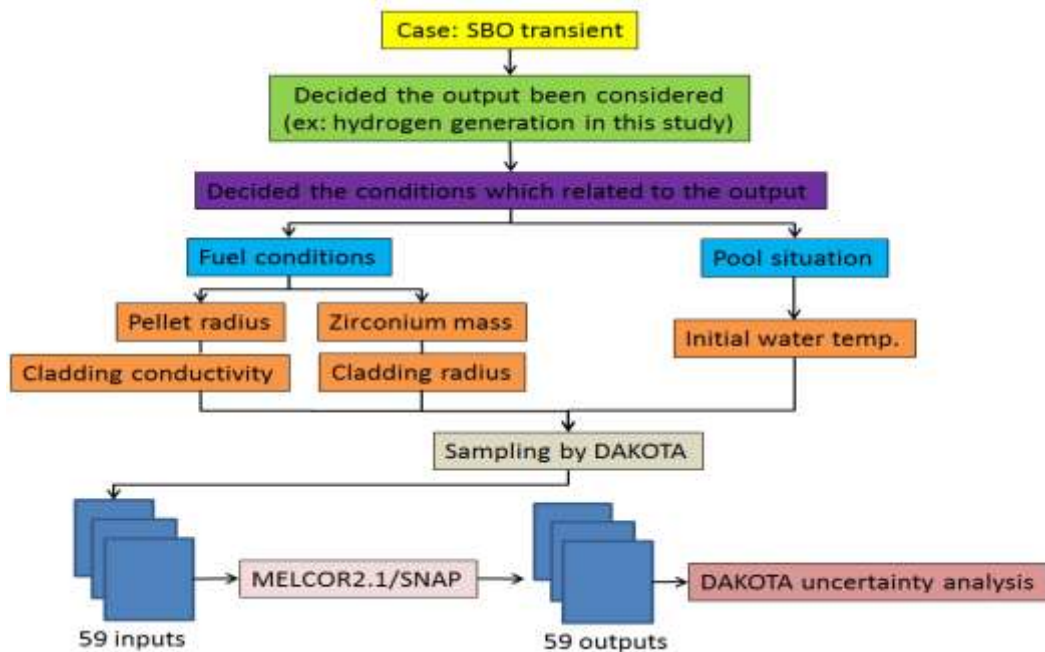 Case: SBO transient
Decided the output been considered
(ex: hydrogen generation in this study)
Decided the conditions which related to the output
Fuel conditions
Pool situation
Pellet radius
Zirconium mass
Initial water temp.
Cladding conductivity
Cladding radius
Sampling by DAKOTA
MELCOR2.1/SNAP
DAKOTA uncertainty analysis
59 inputs
59 outputs